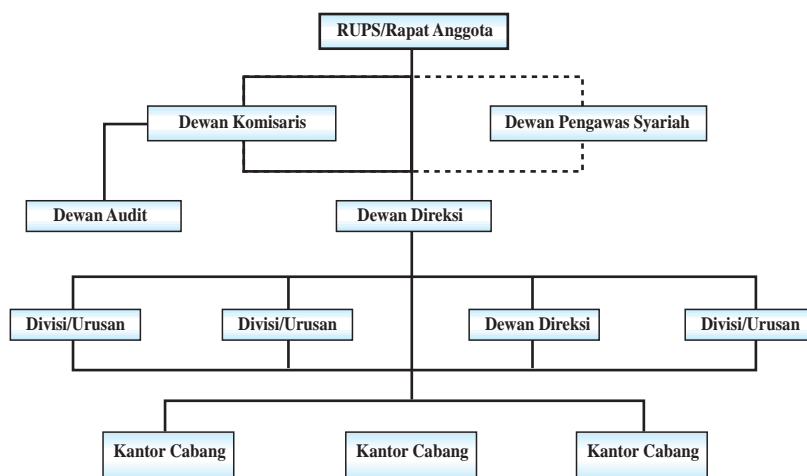 RUPS/Rapat Anggota
Dewan Komisaris
Dewan Pengawas Syariah
Dewan Audit
Dewan Direksi
Divisi/Urusan
Divisi/Urusan
Dewan Direksi
Divisi/Urusan
Kantor Cabang
Kantor Cabang
Kantor Cabang